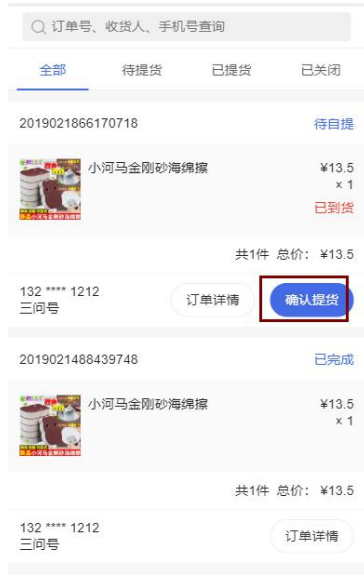 订单号、收货人、手机号查询
全部 待提货 已提货 已关闭
2019021866170718 待自提
小河马金刚砂海绵擦 ¥13.5
× 1
已到货
共1件 总价： ¥13.5
132 **** 1212
三问号
订单详情 确认提货
2019021488439748 已完成
小河马金刚砂海绵擦 ¥13.5
× 1
共1件 总价： ¥13.5
132 **** 1212
三问号
订单详情